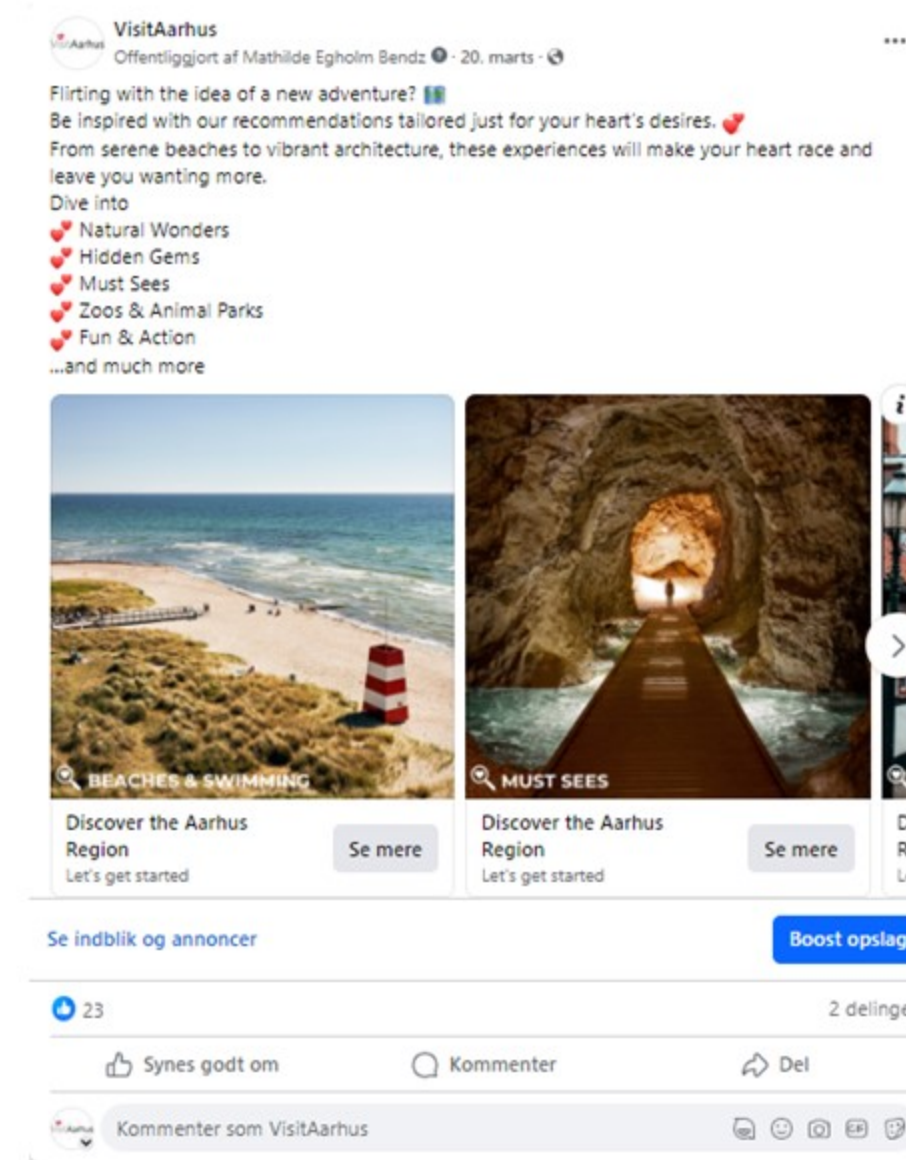 VisitAarhus
Offentliggjort af Mathilde Egholm Bendz · 20. marts ·
Flirting with the idea of a new adventure?
Be inspired with our recommendations tailored just for your heart's desires. 💕
From serene beaches to vibrant architecture, these experiences will make your heart race and
leave you wanting more.
Dive into
💕 Natural Wonders
💕 Hidden Gems
💕 Must Sees
💕 Zoos & Animal Parks
💕 Fun & Action
...and much more
BEACHES & SWIMMING
MUST SEES
Discover the Aarhus
Region
Let's get started
Se mere
Discover the Aarhus
Region
Let's get started
Se mere
Se indblik og annoncer
Boost opslag
23
2 delinge
Synes godt om
Kommenter
Del
Kommenter som VisitAarhus
GIF